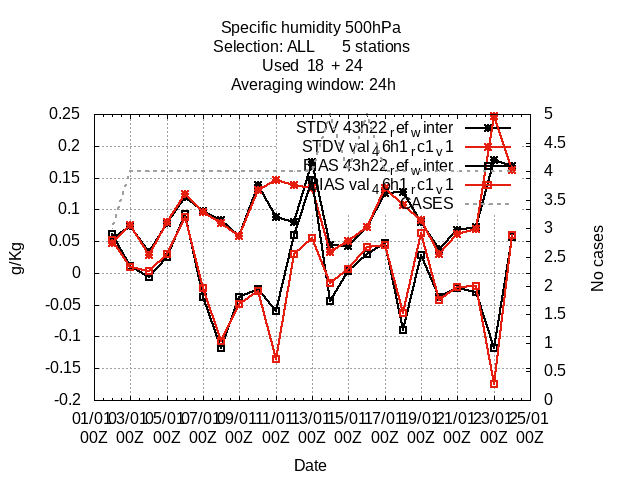 Specific humidity 500hPa
Selection: ALL 5 stations
Used 18 + 24
Averaging window: 24h
STDV 43h22_ref_winter
STDV val_46h1_rc1_v1
BIAS 43h22_ref_winter
BIAS val_46h1_rc1_v1
CASES
0.25
0.2
0.15
0.1
0.05
0
-0.05
-0.1
-0.15
-0.2
g/Kg
5
4.5
4
3.5
3
2.5
2
1.5
1
0.5
0
No cases
01/01 03/01 05/01 07/01 09/01 11/01 13/01 15/01 17/01 19/01 21/01 23/01 25/01
00Z 00Z 00Z 00Z 00Z 00Z 00Z 00Z 00Z 00Z 00Z 00Z 00Z
Date